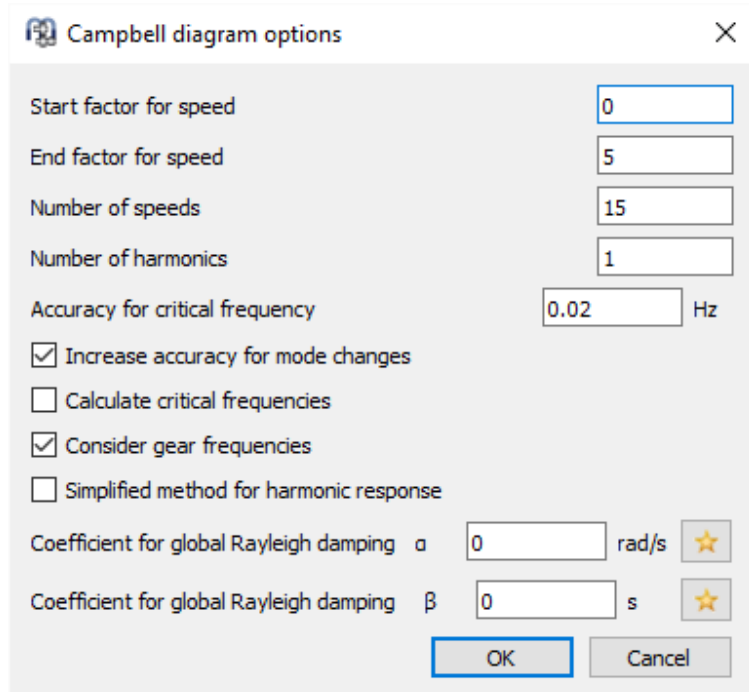 Campbell diagram options
Start factor for speed 0
End factor for speed 5
Number of speeds 15
Number of harmonics 1
Accuracy for critical frequency 0.02 Hz
Increase accuracy for mode changes
Calculate critical frequencies
Consider gear frequencies
Simplified method for harmonic response
Coefficient for global Rayleigh damping α 0 rad/s
Coefficient for global Rayleigh damping β 0 s
OK Cancel